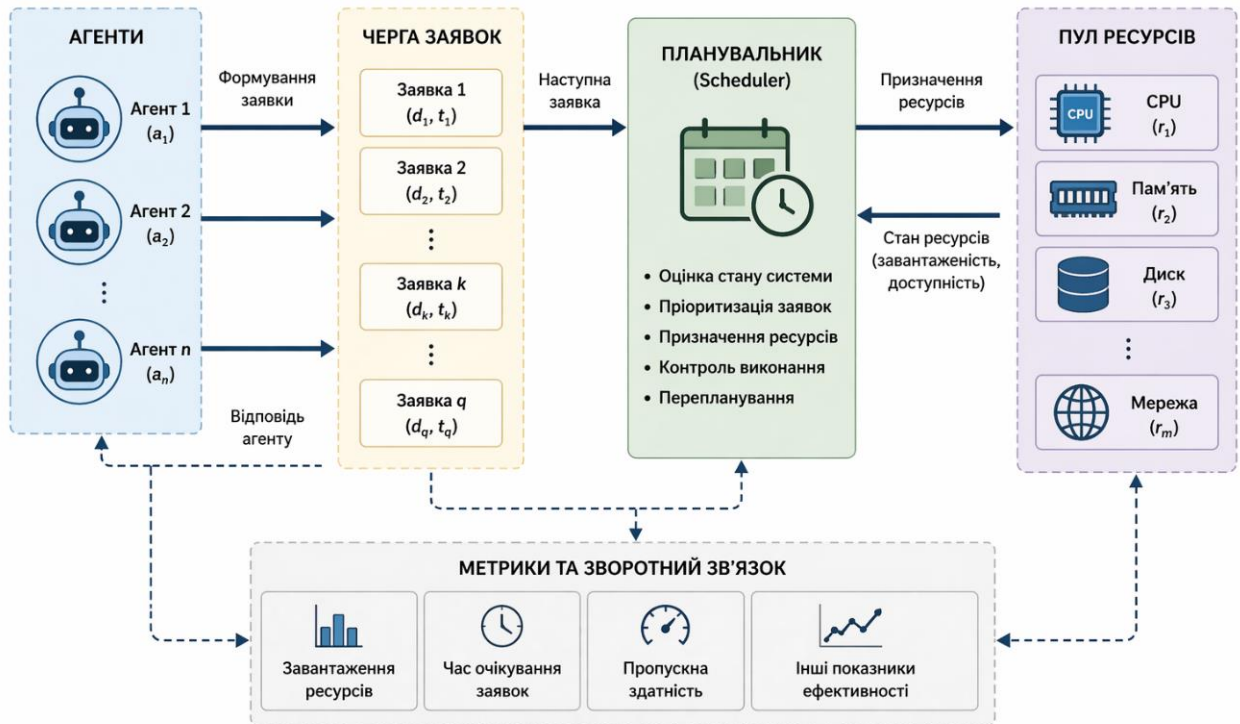 АГЕНТИ
Агент 1
(a₁)
Агент 2
(a₂)
⋮
Агент n
(aₙ)
Формування
заявки
Відповідь
агенту
ЧЕРГА ЗАЯВОК
Заявка 1
(d₁, t₁)
Заявка 2
(d₂, t₂)
⋮
Заявка k
(dₖ, tₖ)
⋮
Заявка q
(d_q, t_q)
Наступна
заявка
ПЛАНУВАЛЬНИК
(Scheduler)
• Оцінка стану системи
• Пріоритизація заявок
• Призначення ресурсів
• Контроль виконання
• Перепланування
Призначення
ресурсів
Стан ресурсів
(завантаженість,
доступність)
ПУЛ РЕСУРСІВ
CPU
CPU
(r₁)
Пам’ять
(r₂)
Диск
(r₃)
⋮
Мережа
(rₘ)
МЕТРИКИ ТА ЗВОРОТНИЙ ЗВ’ЯЗОК
Завантаження
ресурсів
Час очікування
заявок
Пропускна
здатність
Інші показники
ефективності